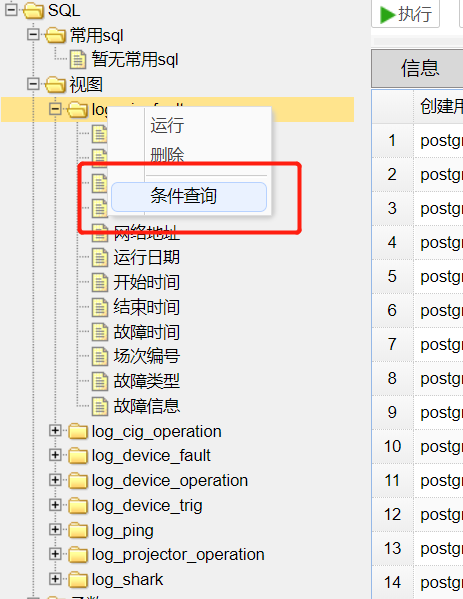 SQL
执行
常用sql
暂无常用sql
信息
视图
创建用
运行
删除
条件查询
网络地址
运行日期
开始时间
结束时间
故障时间
场次编号
故障类型
故障信息
log_cig_operation
log_device_fault
log_device_operation
log_device_trig
log_ping
log_projector_operation
log_shark
1 postgr
2 postgr
3 postgr
4 postgr
5 postgr
6 postgr
7 postgr
8 postgr
9 postgr
10 postgr
11 postgr
12 postgr
13 postgr
14 postgr